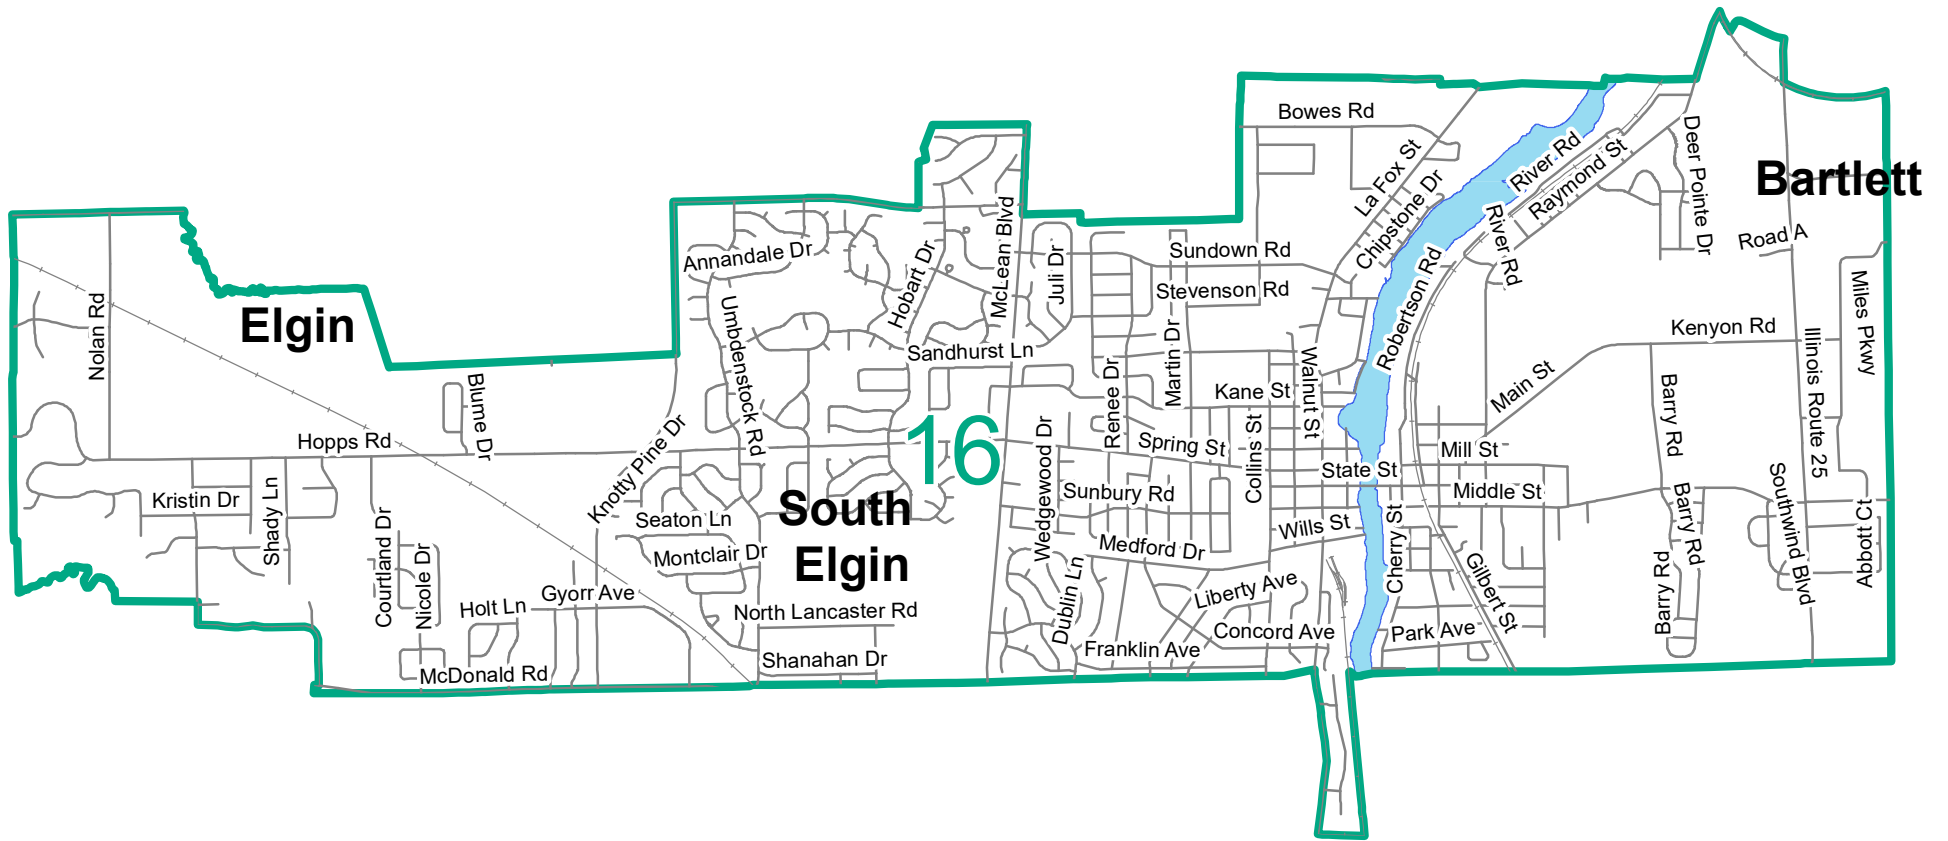 Bowes Rd
La Fox St
Chipstone Dr
River Rd
Raymond St
Deer Pointe Dr
Bartlett
River Rd
Road A
Annandale Dr
Hobart Dr
McLean Blvd
Juli Dr
Sundown Rd
Stevenson Rd
Robertson Rd
Miles Pkwy
Nolan Rd
Elgin
Umbdenstock Rd
Sandhurst Ln
Martin Dr
Walnut St
Kenyon Rd
Illinois Route 25
Blume Dr
Renee Dr
Kane St
Main St
Barry Rd
Hopps Rd
Knotty Pine Dr
16
Wedgewood Dr
Spring St
Collins St
State St
Mill St
Kristin Dr
Shady Ln
Seaton Ln
South
Elgin
Sunbury Rd
Middle St
Barry Rd
Southwind Blvd
Abbott Ct
Courtland Dr
Nicole Dr
Montclair Dr
Medford Dr
Wills St
Cherry St
Gilbert St
Barry Rd
Holt Ln
Gyorr Ave
North Lancaster Rd
Dublin Ln
Liberty Ave
Concord Ave
Park Ave
McDonald Rd
Shanahan Dr
Franklin Ave